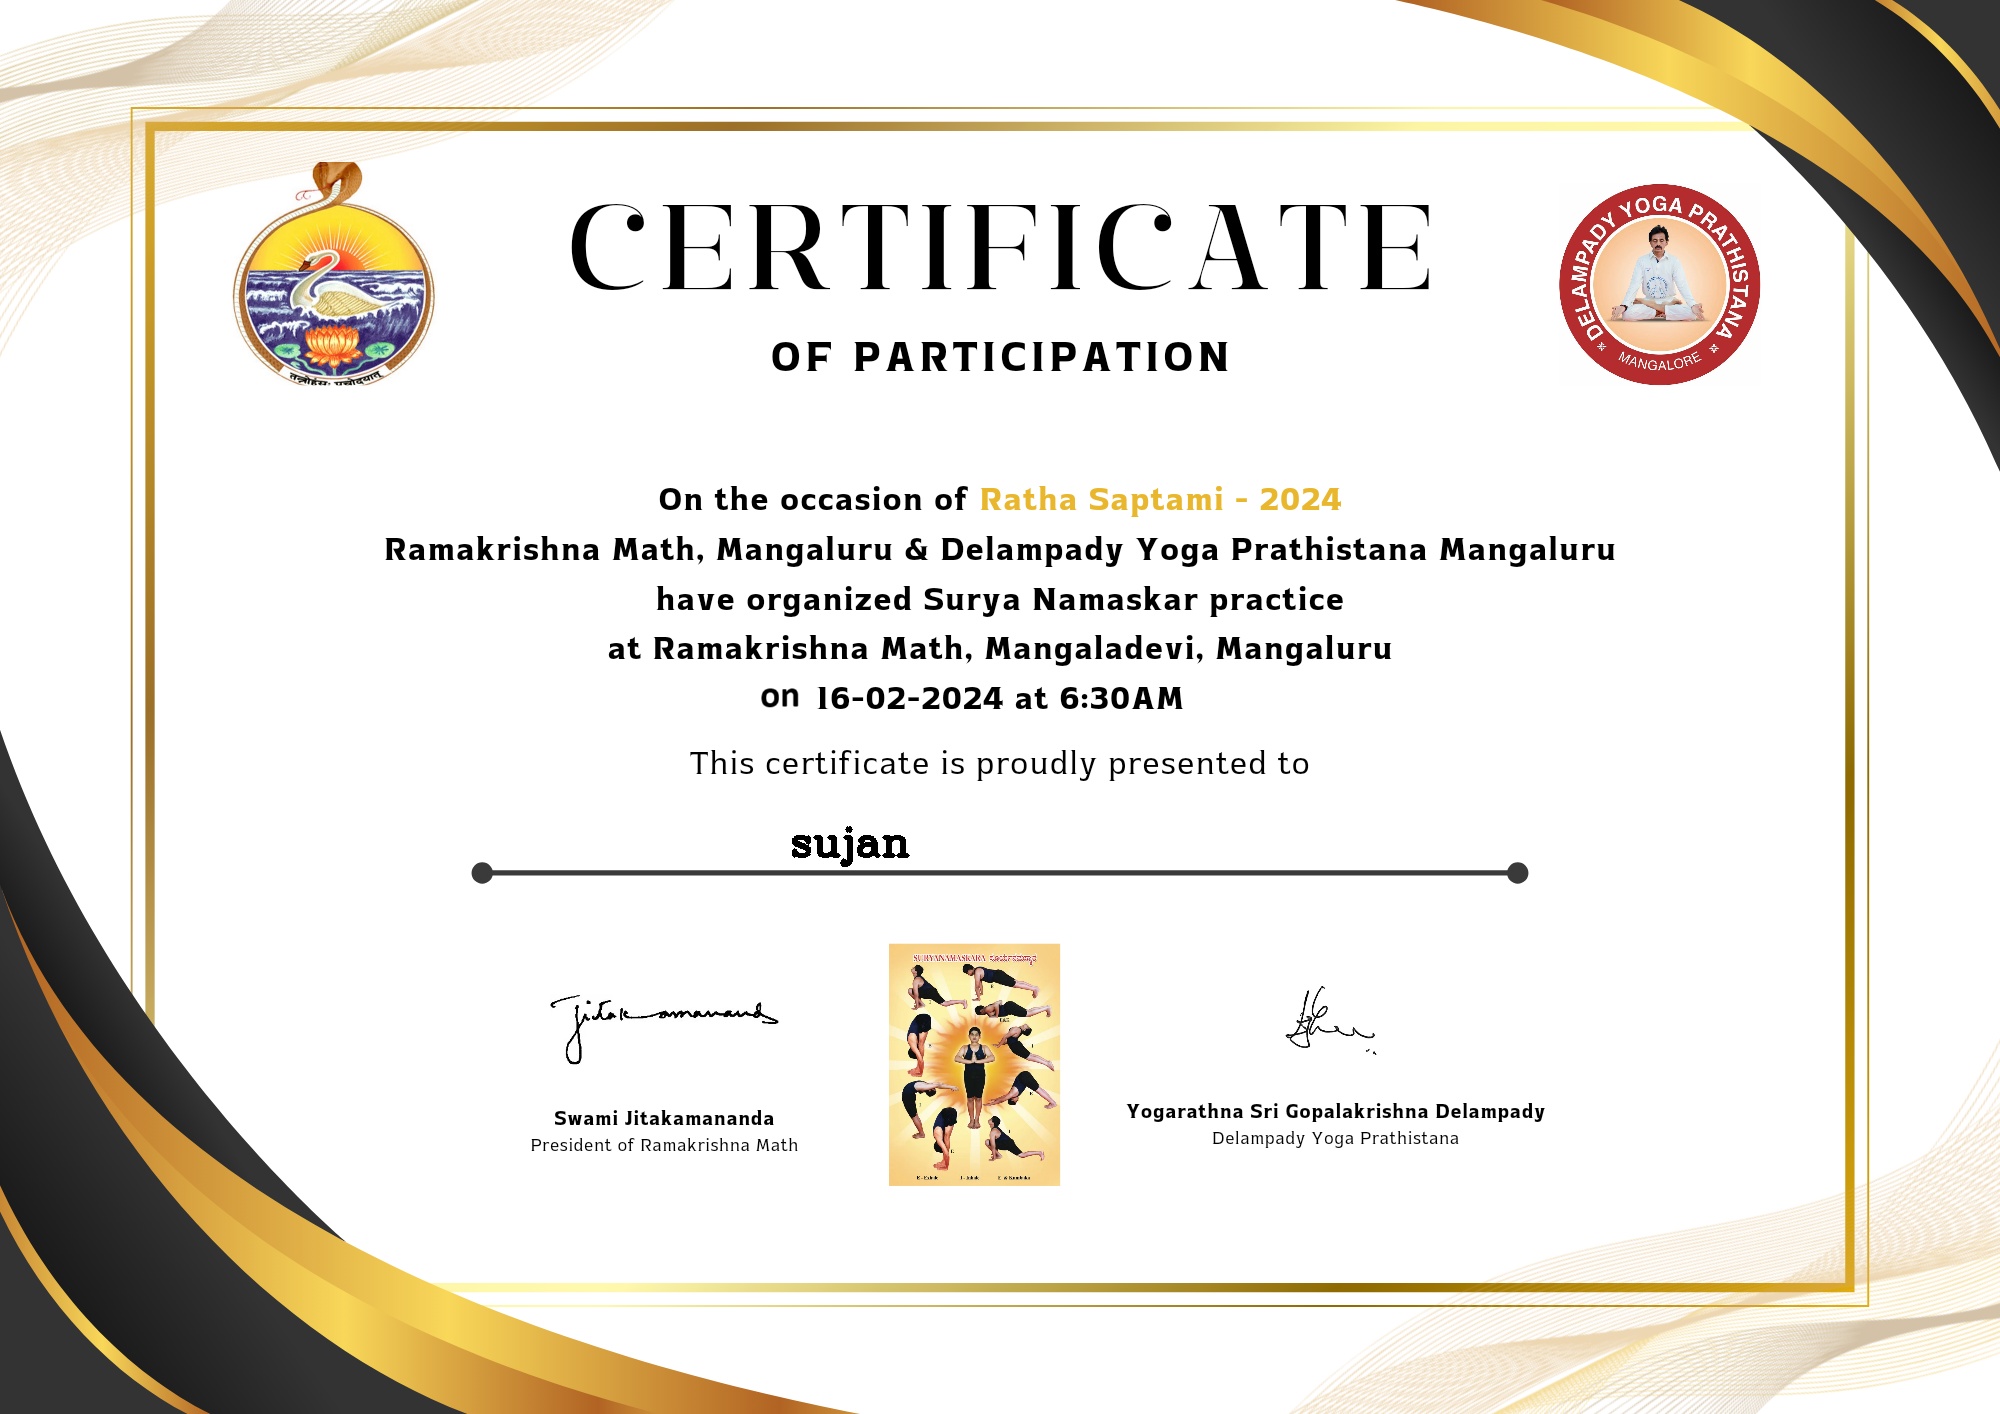 CERTIFICATE
OF PARTICIPATION
DELAMPADY YOGA PRATHISTANA
MANGALORE
On the occasion of Ratha Saptami - 2024
Ramakrishna Math, Mangaluru & Delampady Yoga Prathistana Mangaluru
have organized Surya Namaskar practice
at Ramakrishna Math, Mangaladevi, Mangaluru
on 16-02-2024 at 6:30AM
This certificate is proudly presented to
sujan
SURYANAMASKARA ಸೂರ್ಯನಮಸ್ಕಾರ
Swami Jitakamananda
President of Ramakrishna Math
Yogarathna Sri Gopalakrishna Delampady
Delampady Yoga Prathistana